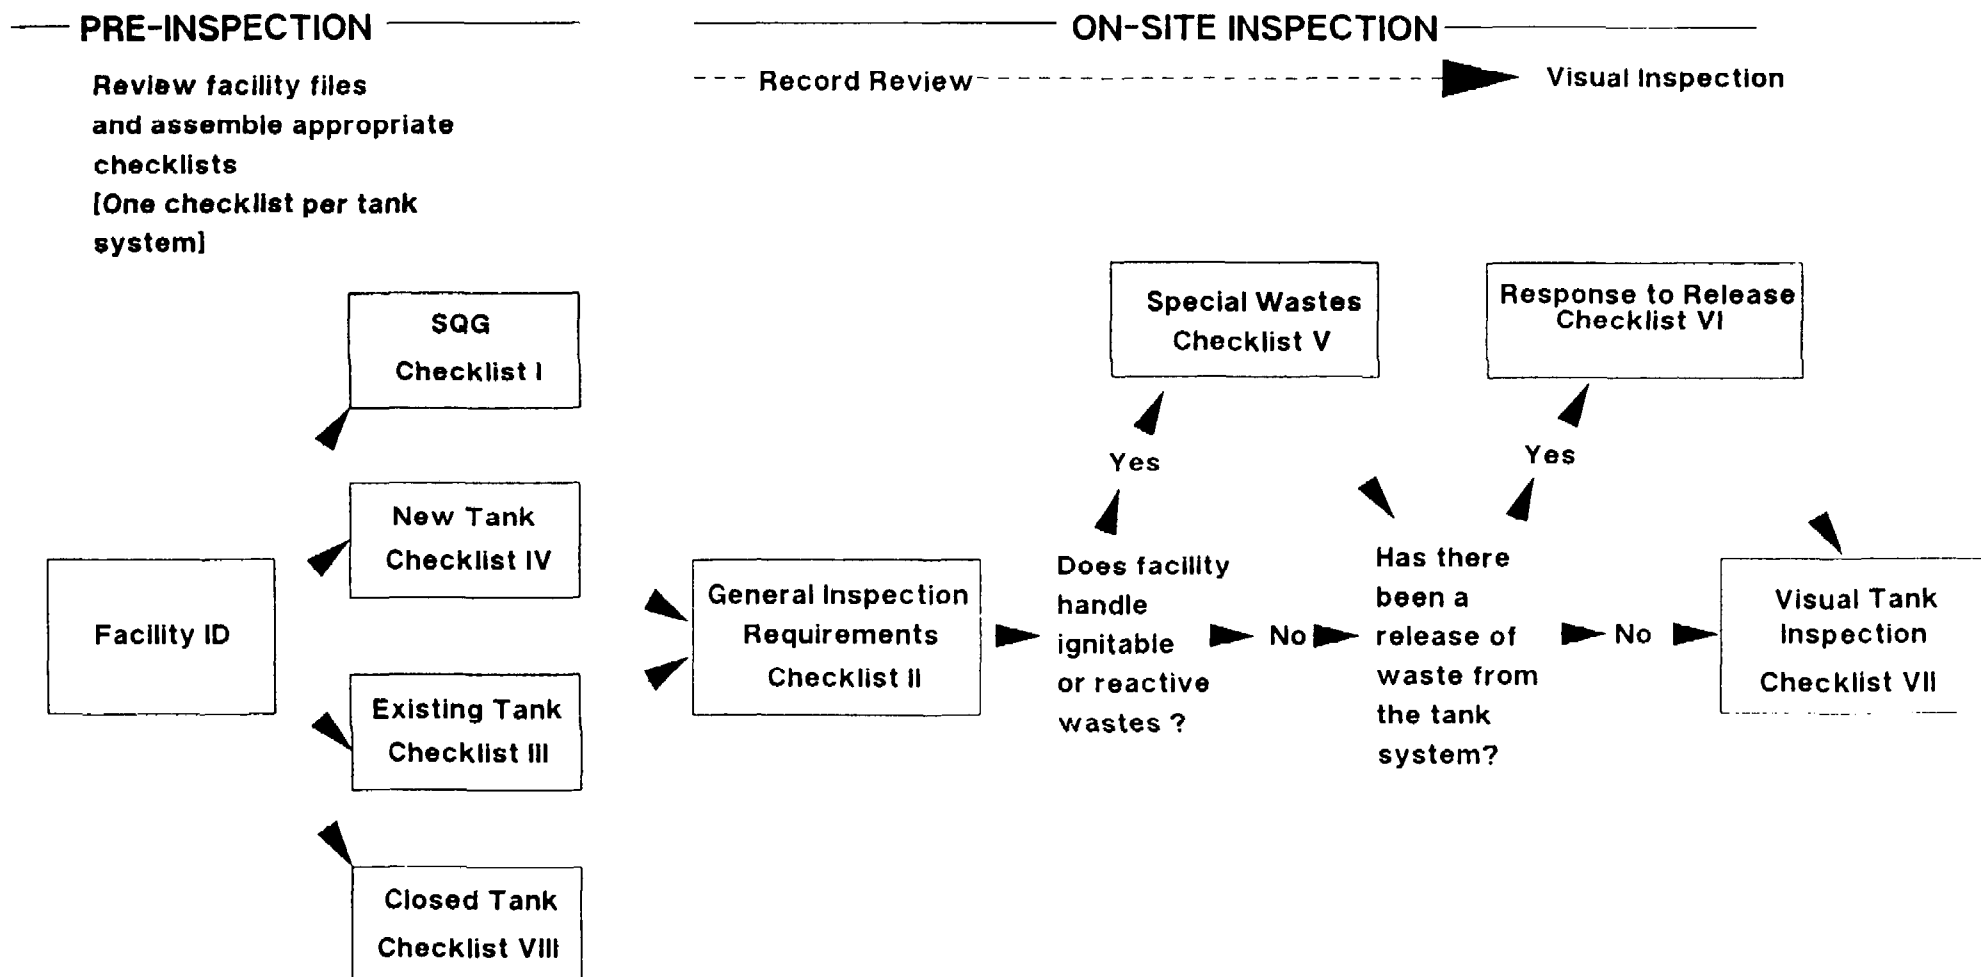 PRE-INSPECTION
Review facility files
and assemble appropriate
checklists
[One checklist per tank
system]
ON-SITE INSPECTION
Record Review
Visual Inspection
SQG
Checklist I
New Tank
Checklist IV
Facility ID
Existing Tank
Checklist III
Closed Tank
Checklist VIII
General Inspection
Requirements
Checklist II
Does facility
handle
ignitable
or reactive
wastes ?
Yes
Special Wastes
Checklist V
No
Has there
been a
release of
waste from
the tank
system?
Yes
Response to Release
Checklist VI
No
Visual Tank
Inspection
Checklist VII